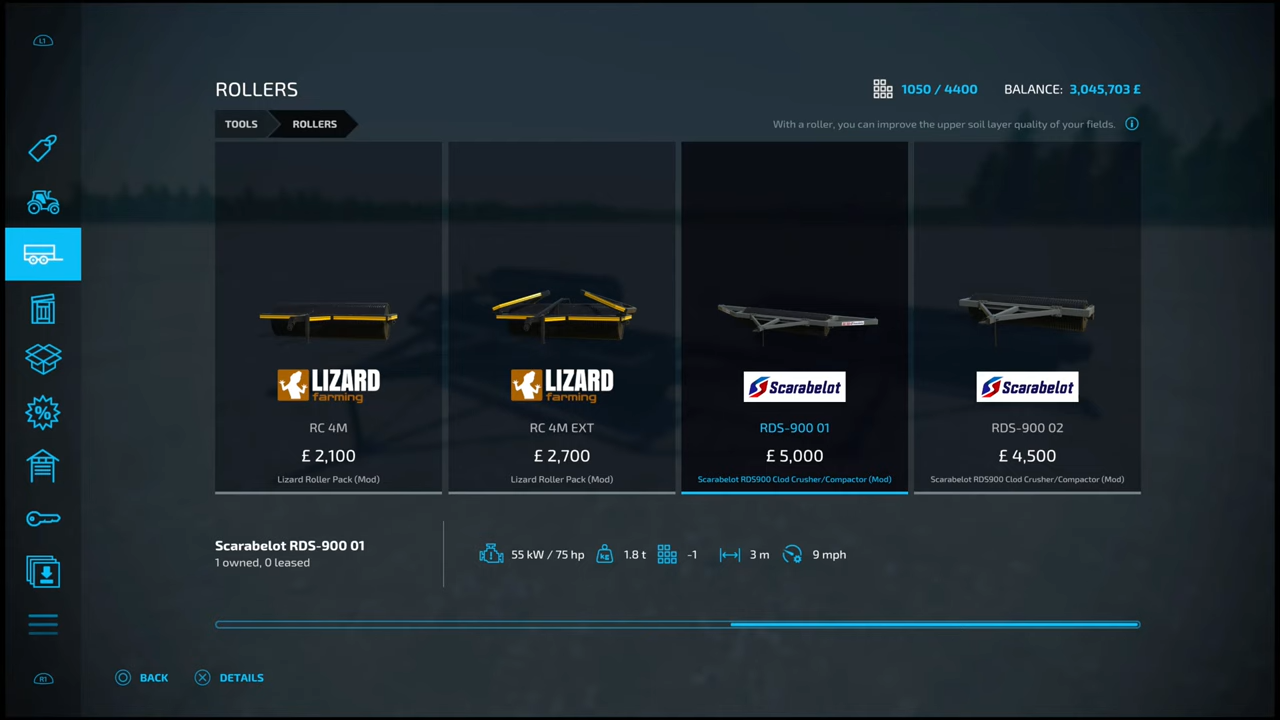 L1
ROLLERS
1050 / 4400
BALANCE: 3,045,703 £
TOOLS
ROLLERS
With a roller, you can improve the upper soil layer quality of your fields.
LIZARD
farming
RC 4M
£ 2,100
Lizard Roller Pack (Mod)
LIZARD
farming
RC 4M EXT
£ 2,700
Lizard Roller Pack (Mod)
Scarabelot
RDS-900 01
£ 5,000
Scarabelot RDS900 Clod Crusher/Compactor (Mod)
Scarabelot
RDS-900 02
£ 4,500
Scarabelot RDS900 Clod Crusher/Compactor (Mod)
Scarabelot RDS-900 01
1 owned, 0 leased
55 kW / 75 hp
1.8 t
-1
3 m
9 mph
R1
BACK
DETAILS